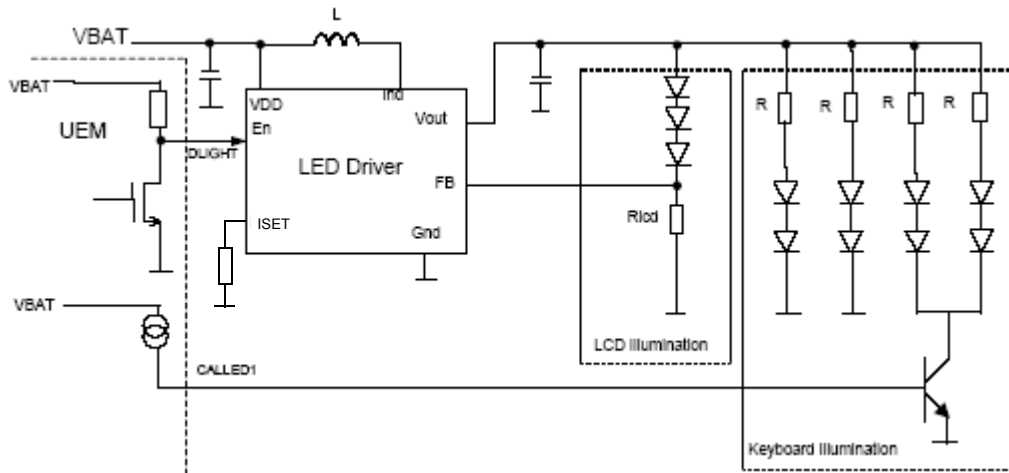 L
VBAT
VBAT
VDD
Ind
Vout
En
UEM
DLIGHT
LED Driver
FB
ISET
Gnd
R
R
R
R
Rlcd
VBAT
LCD Illumination
CALLED1
Keyboard Illumination